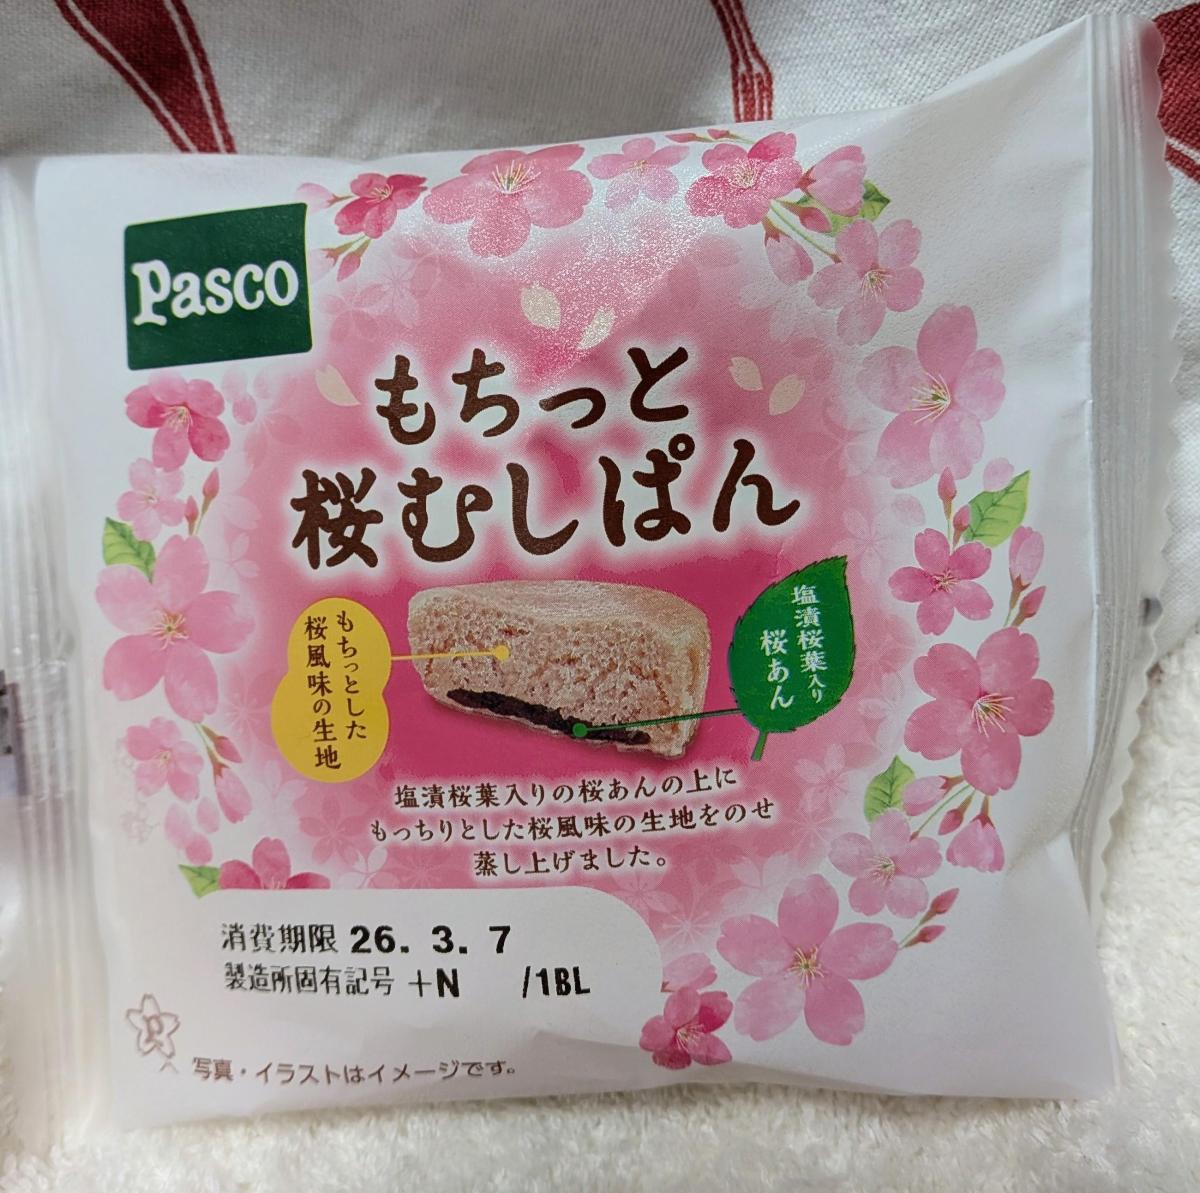 Pasco
もちっと
桜むしぱん
もちっとした
桜風味の生地
塩漬桜葉入り
桜あん
塩漬桜葉入りの桜あんの上に
もっちりとした桜風味の生地をのせ
蒸し上げました。
消費期限 26. 3. 7
製造所固有記号 +N /1BL
P
写真・イラストはイメージです。